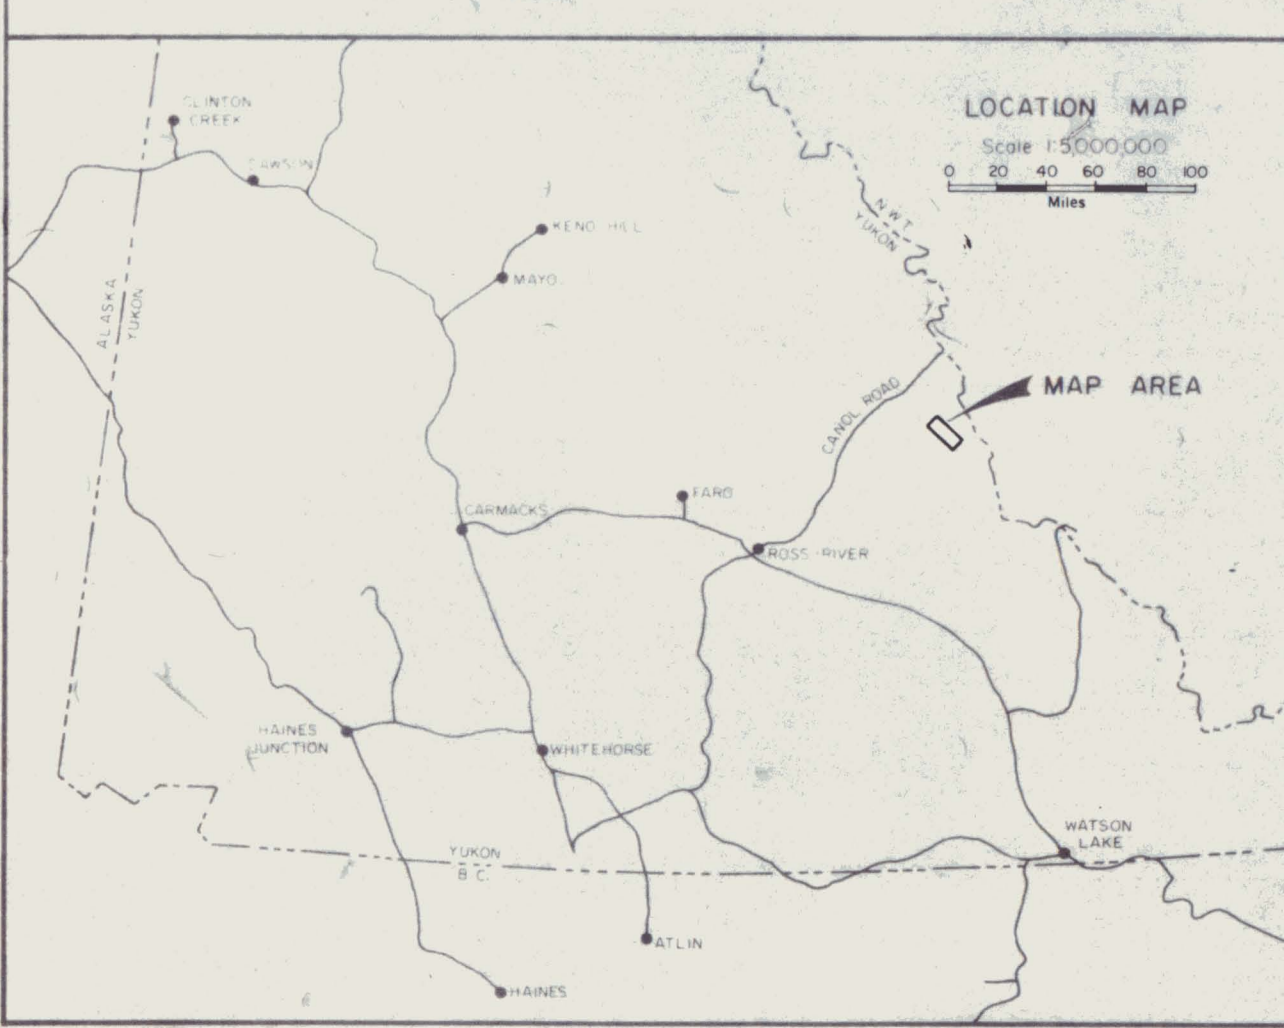 LOCATION MAP
Scale 1:5,000,000
0 20 40 60 80 100
Miles
CLINTON
CREEK
DAWSON
KENO HILL
MAYO
N.W.T.
YUKON
ALASKA
YUKON
MAP AREA
CANOL ROAD
FARO
CARMACKS
ROSS RIVER
HAINES
JUNCTION
WHITEHORSE
WATSON
LAKE
YUKON
B.C.
ATLIN
HAINES